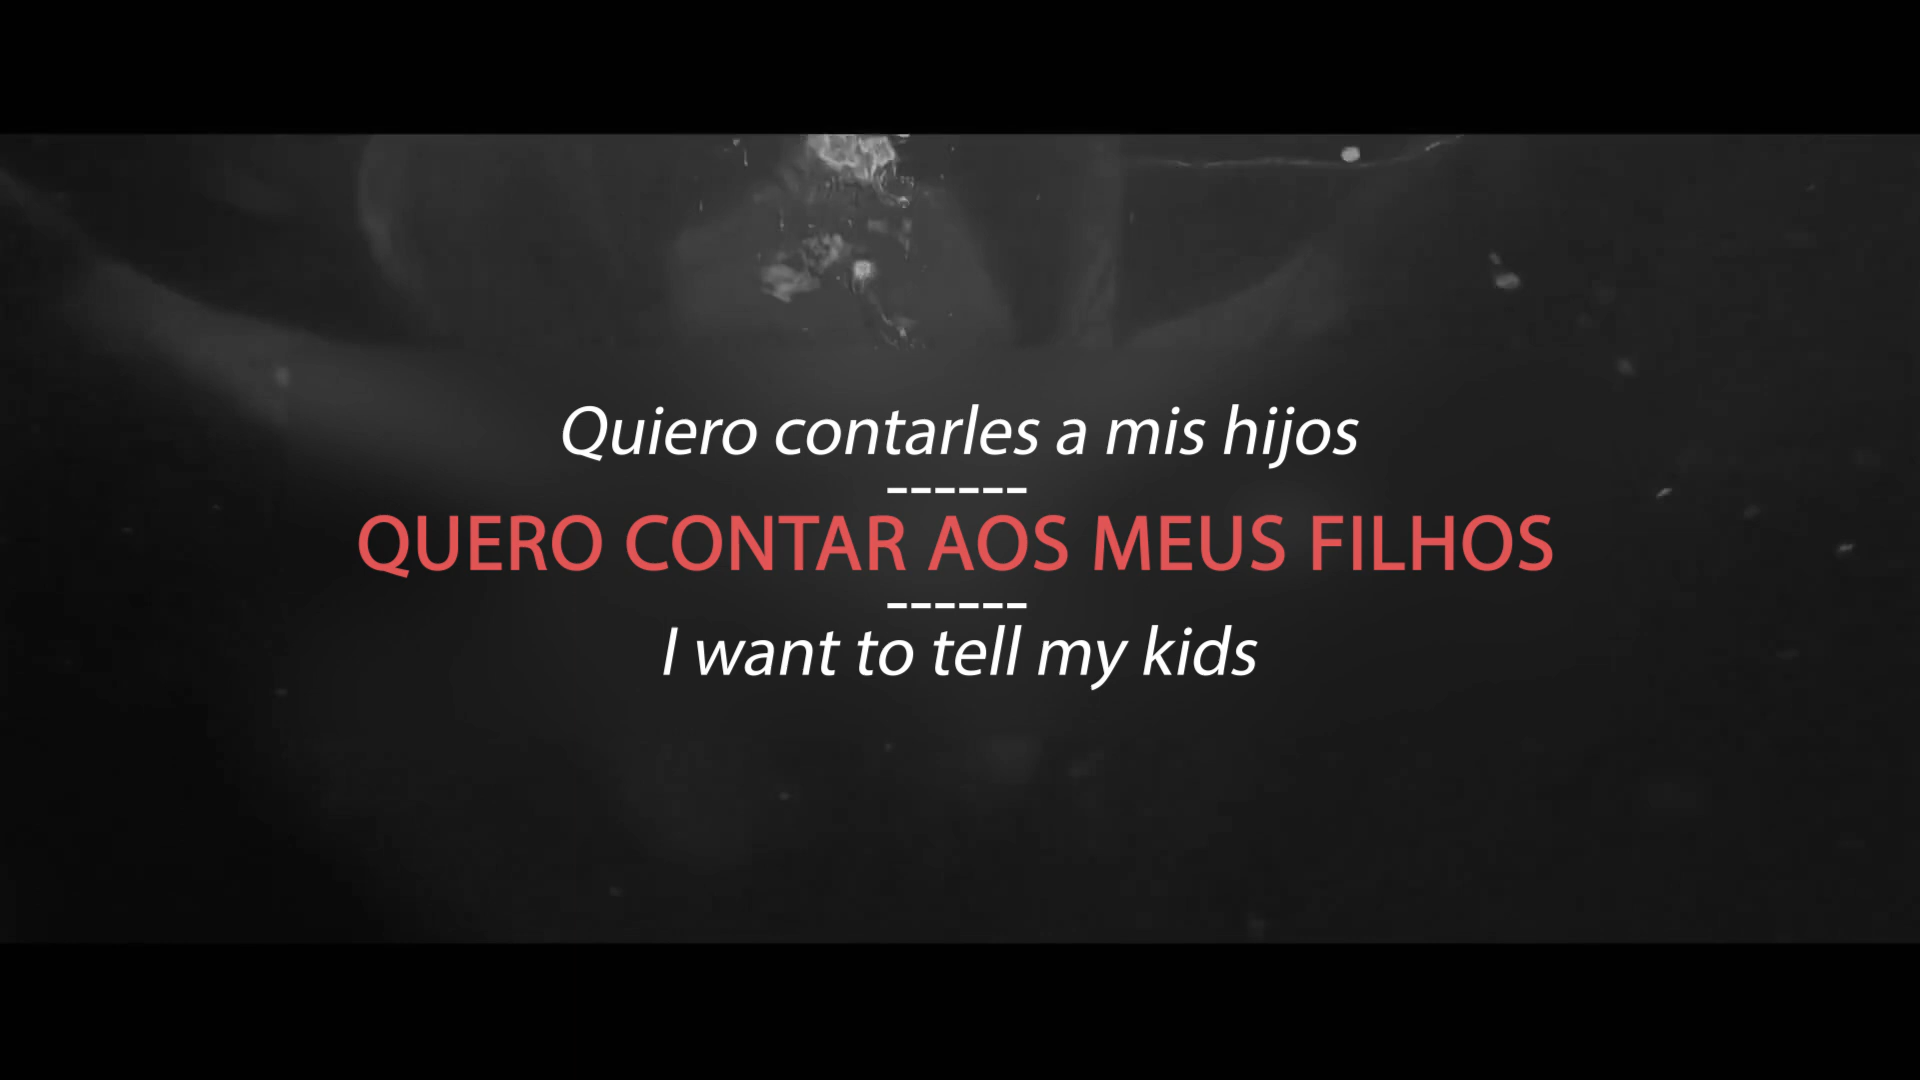 Quiero contarles a mis hijos
------
QUERO CONTAR AOS MEUS FILHOS
------
I want to tell my kids